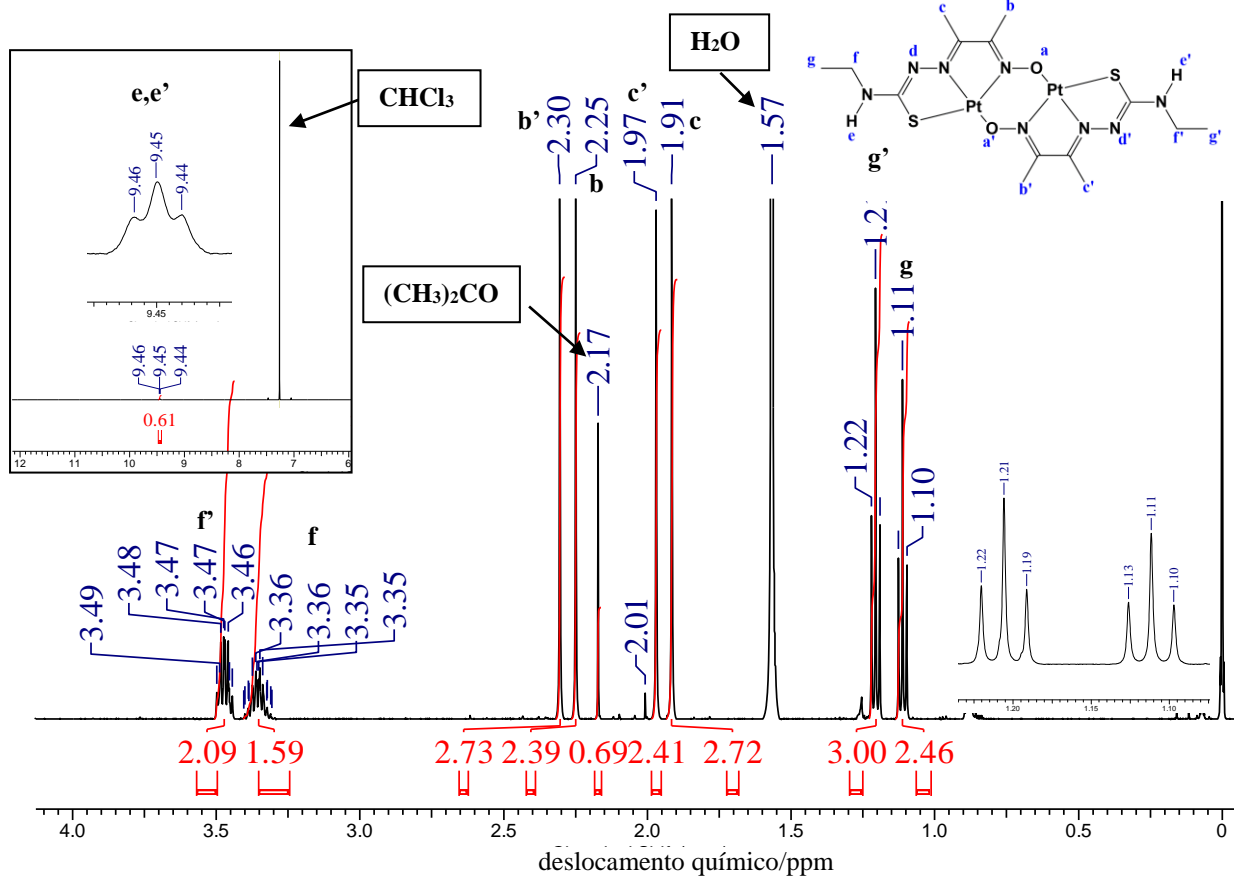 e,e'
9.46
9.45
9.44
9.45
9.46
9.45
9.44
0.61
12 11 10 9 8 7 6
CHCl3
H2O
(CH3)2CO
b'
2.30
2.25
b
c'
1.97
1.91
c
1.57
2.17
2.01
g'
1.2
g
1.11
1.22
1.10
c b
g f d a
N N N O S H e'
N Pt Pt N
H S O N N N
e a' d' f' g'
b' c'
f'
f
3.49
3.48
3.47
3.47
3.46
3.36
3.36
3.35
3.35
1.22
1.21
1.19
1.13
1.11
1.10
1.20 1.15 1.10
2.09 1.59 2.73 2.39 0.69 2.41 2.72 3.00 2.46
4.0 3.5 3.0 2.5 2.0 1.5 1.0 0.5 0
deslocamento químico/ppm